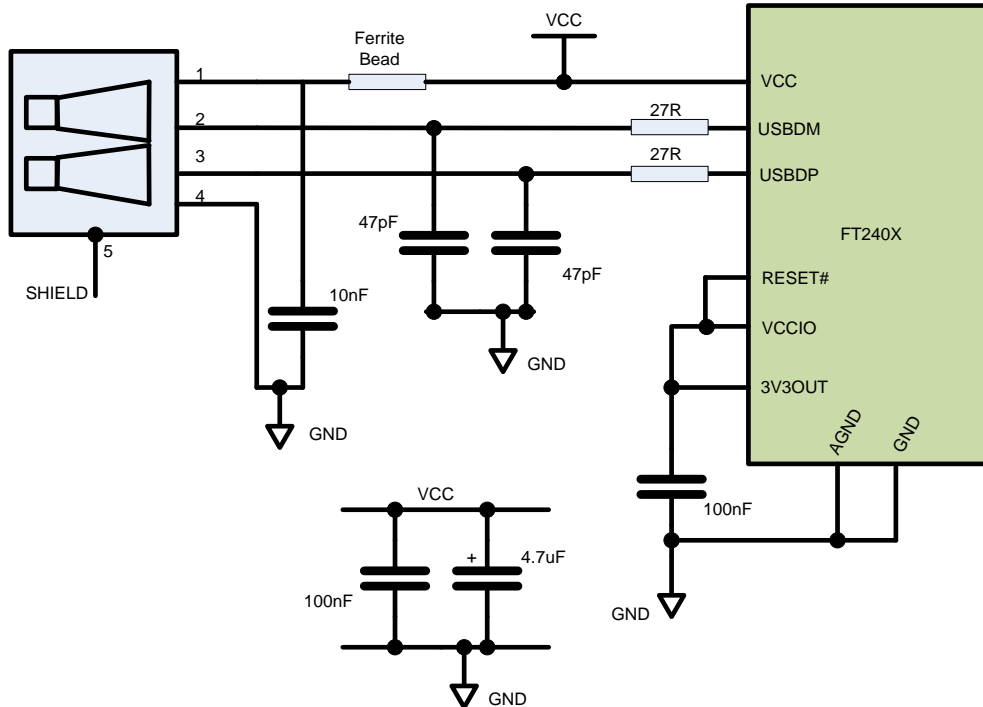 Ferrite
Bead
VCC
1
2
3
4
5
SHIELD
27R
27R
VCC
USBDM
USBDP
FT240X
RESET#
VCCIO
3V3OUT
AGND
GND
47pF
47pF
10nF
GND
GND
VCC
100nF
+
4.7uF
GND
100nF
GND